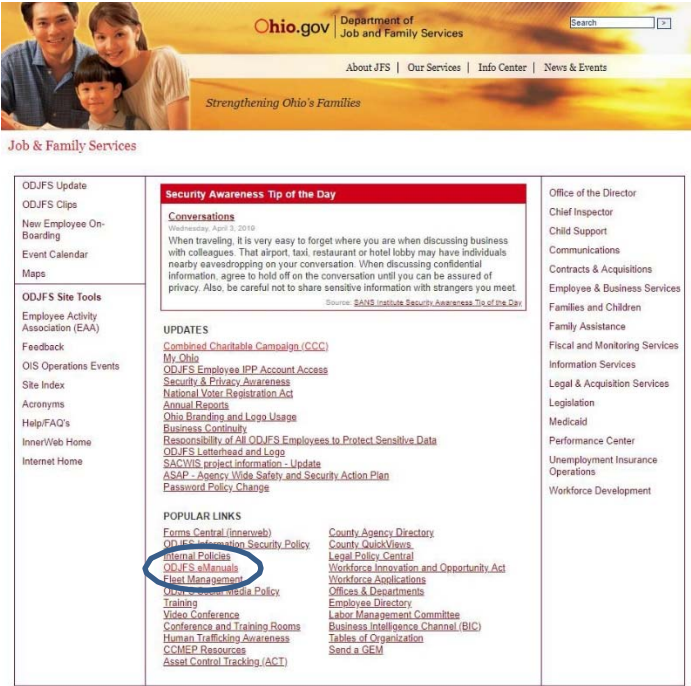 Ohio.gov
Department of
Job and Family Services
Search
>
About JFS | Our Services | Info Center | News & Events
Strengthening Ohio's Families
Job & Family Services
ODJFS Update
ODJFS Clips
New Employee On-
Boarding
Event Calendar
Maps
ODJFS Site Tools
Employee Activity
Association (EAA)
Feedback
OIS Operations Events
Site Index
Acronyms
Help/FAQ's
InnerWeb Home
Internet Home
Security Awareness Tip of the Day
Conversations
Wednesday, April 3, 2019
When traveling, it is very easy to forget where you are when discussing business
with colleagues. That airport, taxi, restaurant or hotel lobby may have individuals
nearby eavesdropping on your conversation. When discussing confidential
information, agree to hold off on the conversation until you can be assured of
privacy. Also, be careful not to share sensitive information with strangers you meet.
Source: SANS Institute Security Awareness Tip of the Day
UPDATES
Combined Charitable Campaign (CCC)
My Ohio
ODJFS Employee IPP Account Access
Security & Privacy Awareness
National Voter Registration Act
Annual Reports
Ohio Branding and Logo Usage
Business Continuity
Responsibility of All ODJFS Employees to Protect Sensitive Data
ODJFS Letterhead and Logo
SACWIS project information - Update
ASAP - Agency Wide Safety and Security Action Plan
Password Policy Change
POPULAR LINKS
Forms Central (innerweb)
ODJFS Information Security Policy
Internal Policies
ODJFS eManuals
Fleet Management
ODJFS Social Media Policy
Training
Video Conference
Conference and Training Rooms
Human Trafficking Awareness
CCMEP Resources
Asset Control Tracking (ACT)
County Agency Directory
County QuickViews
Legal Policy Central
Workforce Innovation and Opportunity Act
Workforce Applications
Offices & Departments
Employee Directory
Labor Management Committee
Business Intelligence Channel (BIC)
Tables of Organization
Send a GEM
Office of the Director
Chief Inspector
Child Support
Communications
Contracts & Acquisitions
Employee & Business Services
Families and Children
Family Assistance
Fiscal and Monitoring Services
Information Services
Legal & Acquisition Services
Legislation
Medicaid
Performance Center
Unemployment Insurance
Operations
Workforce Development